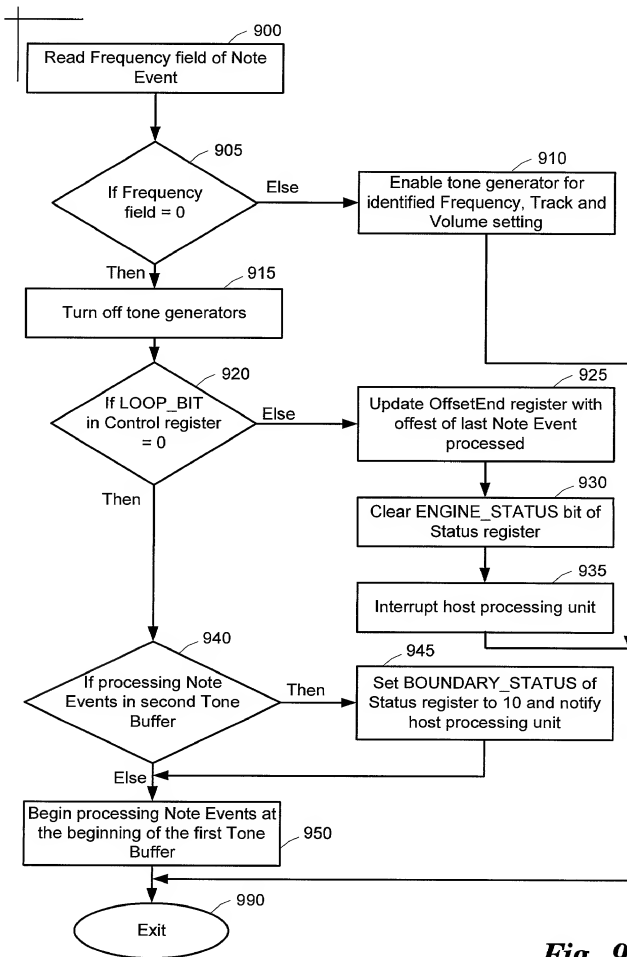 900
Read Frequency field of Note
Event
905
If Frequency
field = 0
Else
910
Enable tone generator for
identified Frequency, Track and
Volume setting
Then
915
Turn off tone generators
920
If LOOP_BIT
in Control register
= 0
Else
925
Update OffsetEnd register with
offest of last Note Event
processed
Then
930
Clear ENGINE_STATUS bit of
Status register
935
Interrupt host processing unit
940
If processing Note
Events in second Tone
Buffer
Then
945
Set BOUNDARY_STATUS of
Status register to 10 and notify
host processing unit
Else
Begin processing Note Events at
the beginning of the first Tone
Buffer
950
990
Exit
Fig. 9